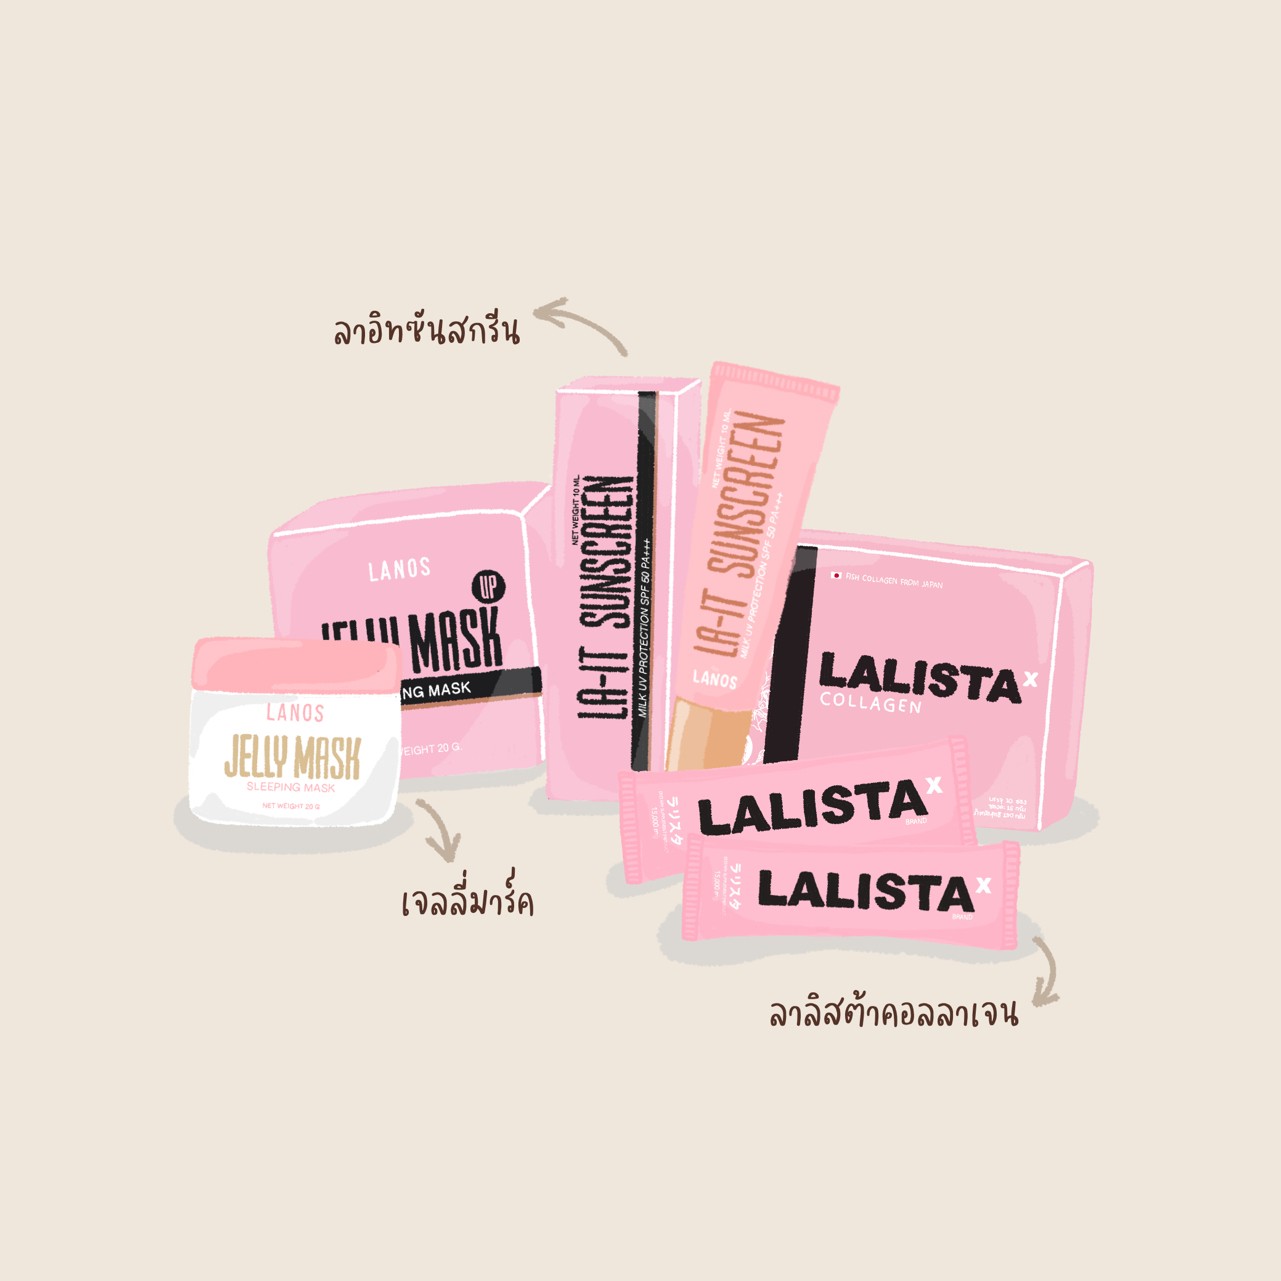 ลาอิทซันสกรีน
LANOS
UP
JELLY MASK
NG MASK
WEIGHT 20 G.
LANOS
JELLY MASK
SLEEPING MASK
NET WEIGHT 20 G
เจลลี่มาร์ค
NET WEIGHT 10 ML.
LA-IT SUNSCREEN
MILK UV PROTECTION SPF 50 PA+++
NET WEIGHT 10 ML.
LA-IT SUNSCREEN
MILK UV PROTECTION SPF 50 PA+++
LANOS
FISH COLLAGEN FROM JAPAN
LALISTA X
COLLAGEN
ラリスタ
LALISTA X
BRAND
ラリスタ
LALISTA X
BRAND
ลาลิสต้าคอลลาเจน